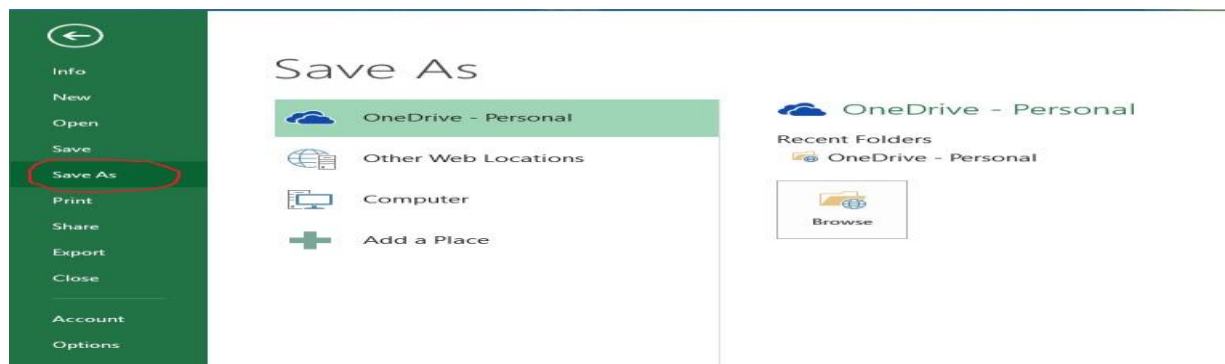 Info
New
Open
Save
Save As
Print
Share
Export
Close
Account
Options
Save As
OneDrive - Personal
Other Web Locations
Computer
Add a Place
OneDrive - Personal
Recent Folders
OneDrive - Personal
Browse